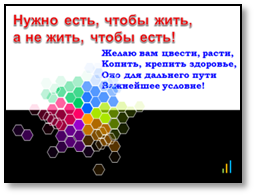 Нужно есть, чтобы жить,
а не жить, чтобы есть!
Желаю вам цвести, расти,
Копить, крепить здоровье,
Оно для дальнего пути
Важнейшее условие!